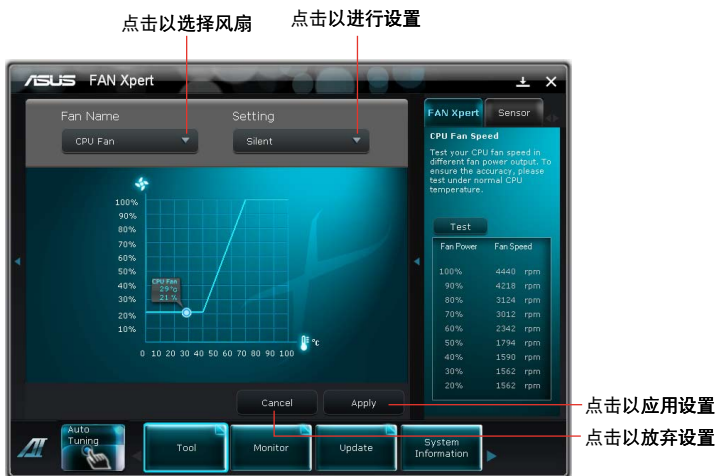 点击以选择风扇
点击以进行设置
ASUS FAN Xpert
Fan Name
Setting
CPU Fan
Silent
100%
90%
80%
70%
60%
50%
40%
30%
20%
10%
CPU Fan
29 °c
21 %
0 10 20 30 40 50 60 70 80 90 100
°c
Cancel
Apply
FAN Xpert
Sensor
CPU Fan Speed
Test your CPU fan speed in
different fan power output. To
ensure the accuracy, please
test under normal CPU
temperature.
Test
Fan Power Fan Speed
100% 4440 rpm
90% 4218 rpm
80% 3124 rpm
70% 3012 rpm
60% 2342 rpm
50% 1794 rpm
40% 1590 rpm
30% 1562 rpm
20% 1562 rpm
点击以应用设置
点击以放弃设置
Auto
Tuning
Tool
Monitor
Update
System
Information